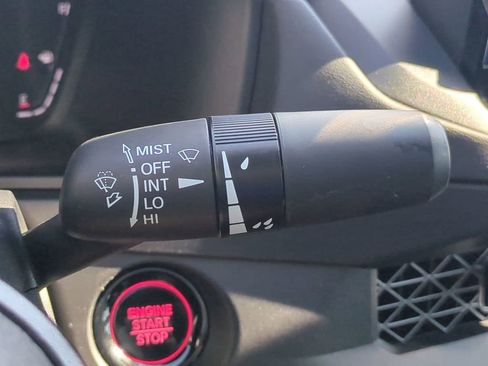 H
E
MIST
OFF
INT
LO
HI
ENGINE
START
STOP